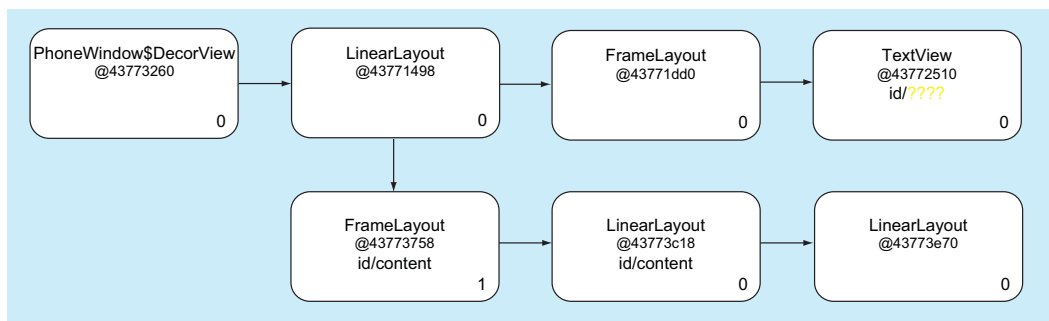 PhoneWindow$DecorView
@43773260
0
LinearLayout
@43771498
0
FrameLayout
@43771dd0
0
TextView
@43772510
id/????
0
FrameLayout
@43773758
id/content
1
LinearLayout
@43773c18
id/content
0
LinearLayout
@43773e70
0